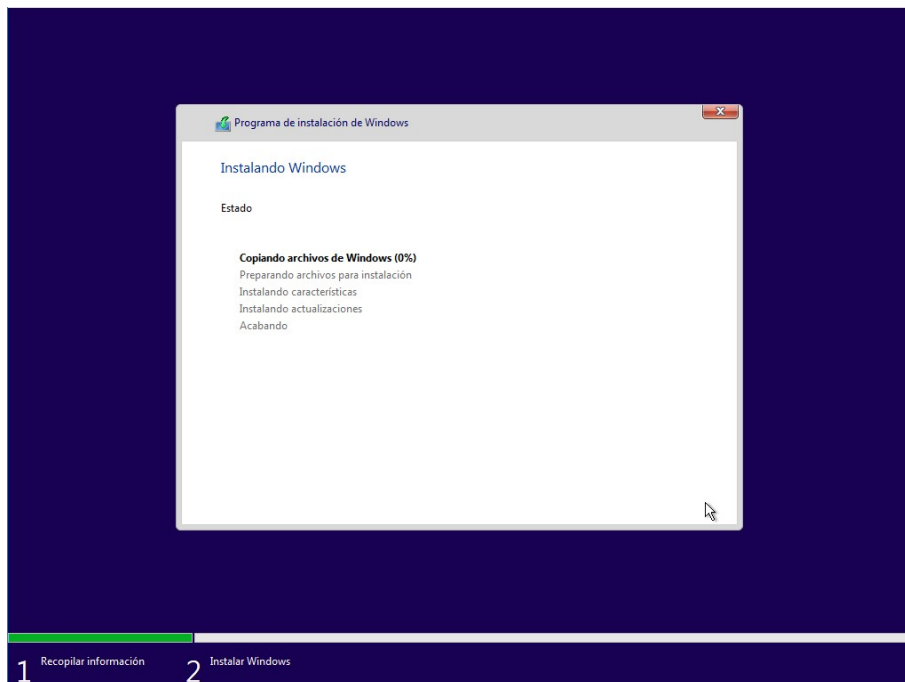 Programa de instalación de Windows
Instalando Windows
Estado
Copiando archivos de Windows (0%)
Preparando archivos para instalación
Instalando características
Instalando actualizaciones
Acabando
1 Recopilar información
2 Instalar Windows